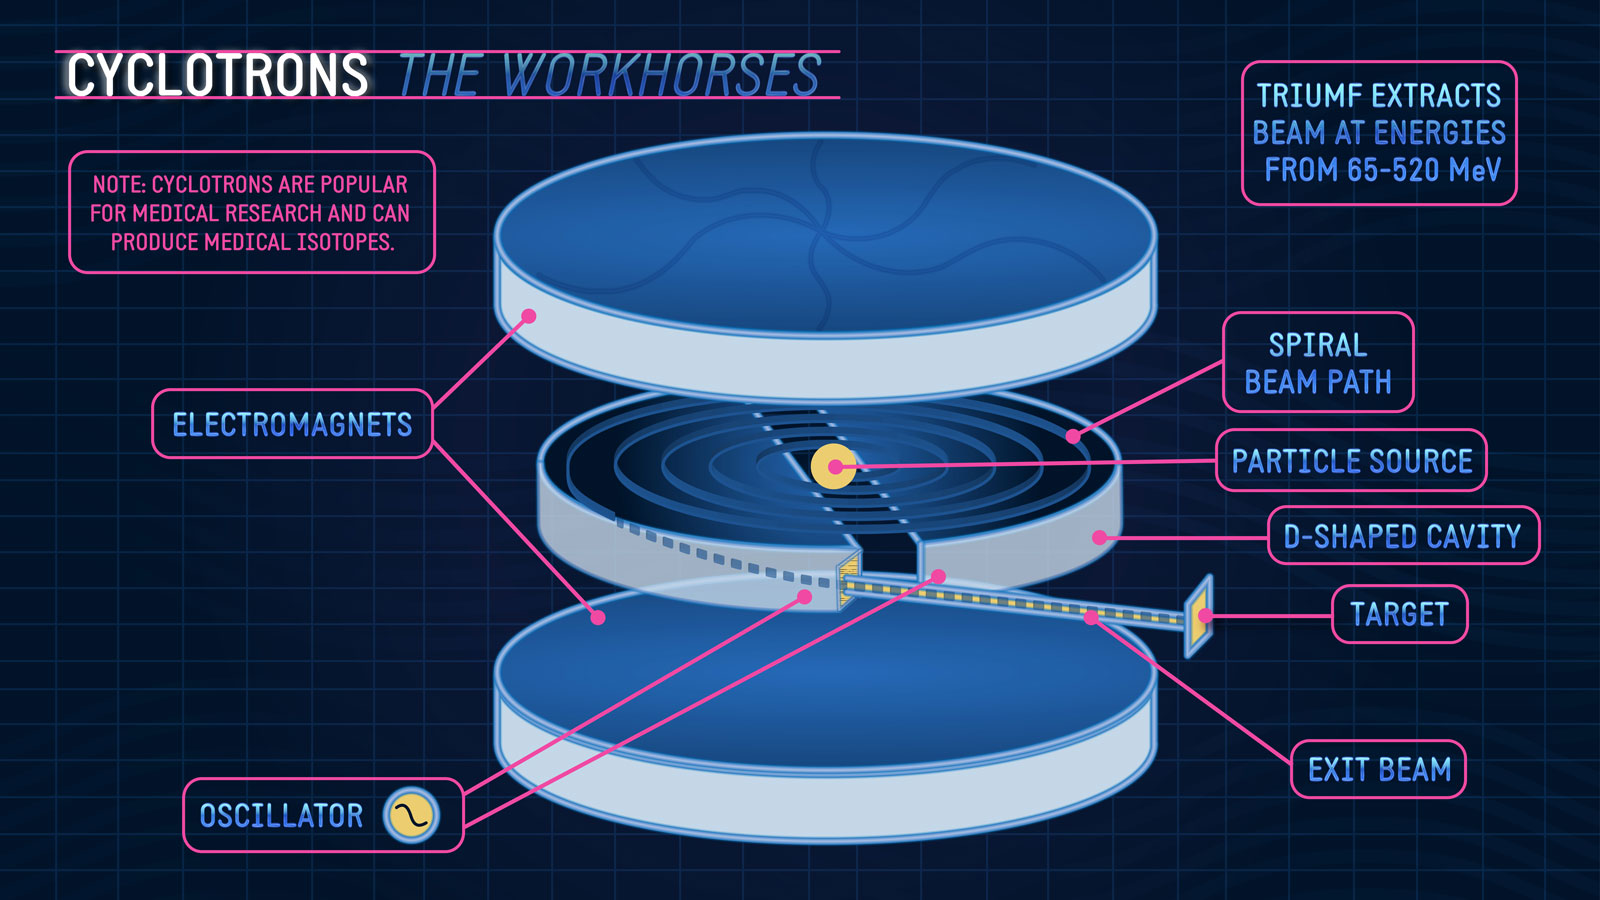 CYCLOTRONS THE WORKHORSES
TRIUMF EXTRACTS
BEAM AT ENERGIES
FROM 65-520 MeV
NOTE: CYCLOTRONS ARE POPULAR
FOR MEDICAL RESEARCH AND CAN
PRODUCE MEDICAL ISOTOPES.
SPIRAL
BEAM PATH
ELECTROMAGNETS
PARTICLE SOURCE
D-SHAPED CAVITY
TARGET
EXIT BEAM
OSCILLATOR